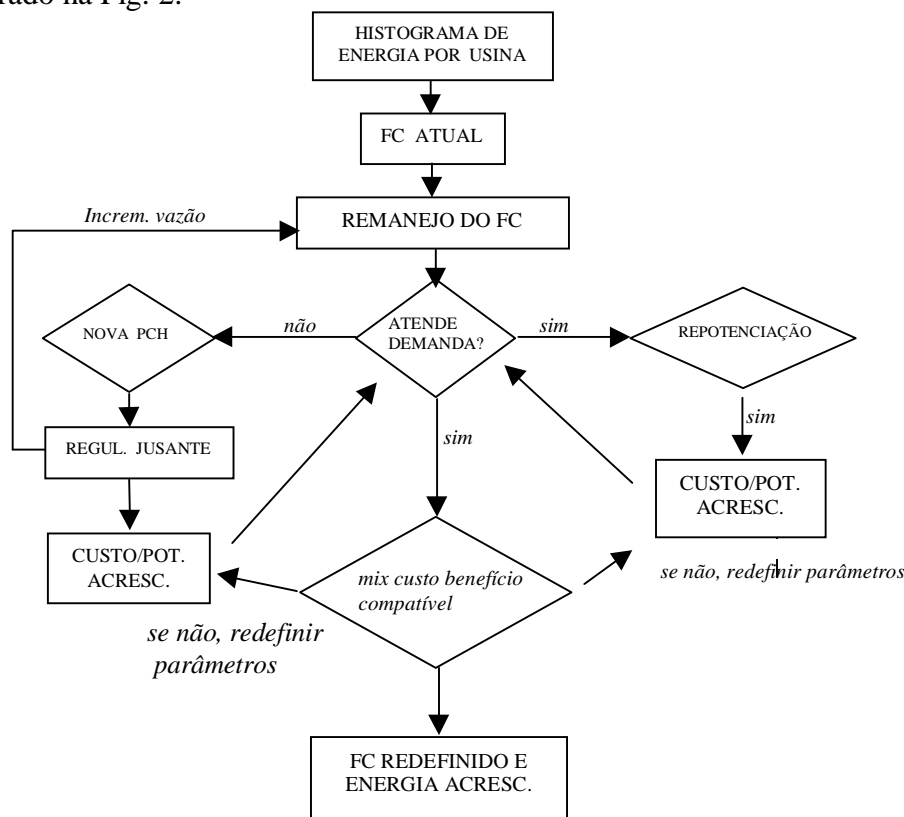 rado na Fig. 2.
HISTOGRAMA DE
ENERGIA POR USINA
FC ATUAL
Increm. vazão
REMANEJO DO FC
NOVA PCH
não
ATENDE
DEMANDA?
sim
REPOTENCIAÇÃO
REGUL. JUSANTE
sim
sim
CUSTO/POT.
ACRESC.
CUSTO/POT.
ACRESC.
mix custo benefício
compatível
se não, redefinir parâmetros
se não, redefinir
parâmetros
FC REDEFINIDO E
ENERGIA ACRESC.